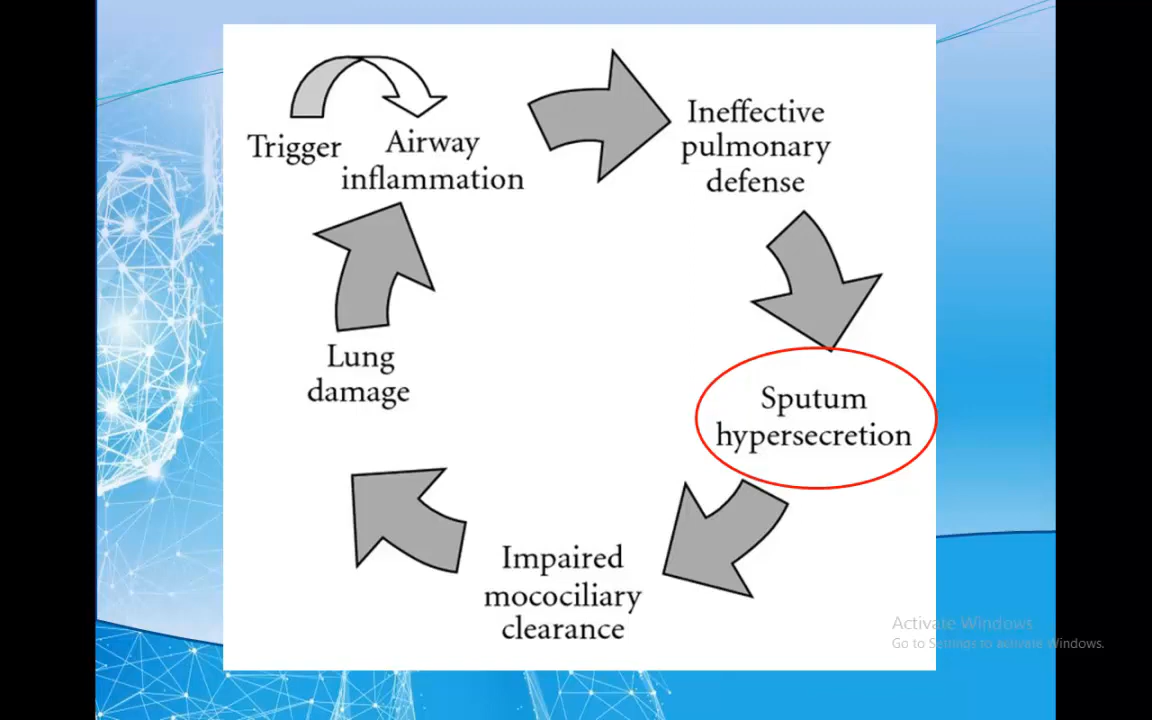 Trigger
Airway
inflammation
Ineffective
pulmonary
defense
Sputum
hypersecretion
Impaired
mocociliary
clearance
Lung
damage
Activate Windows
Go to Settings to activate Windows.